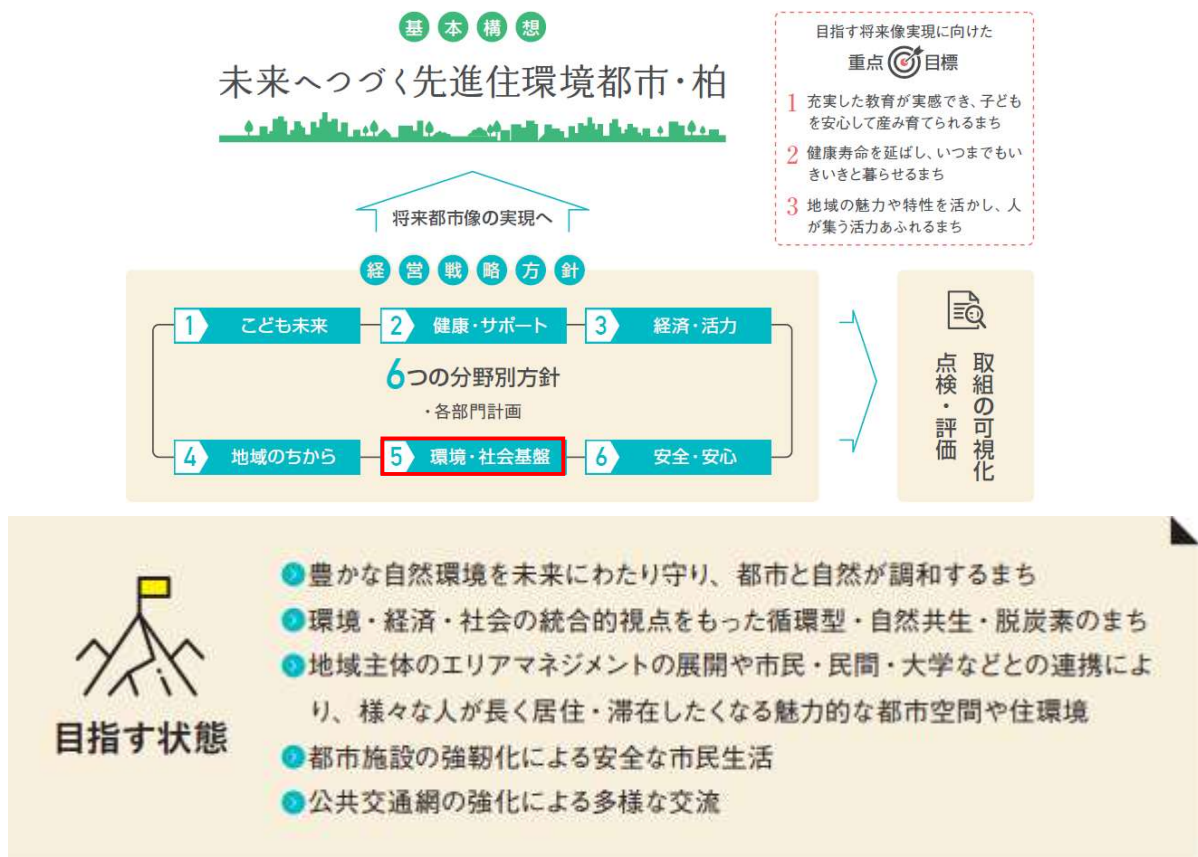 基本構想
未来へつづく先進住環境都市・柏
目指す将来像実現に向けた
重点目標
1 充実した教育が実感でき、子ども
を安心して産み育てられるまち
2 健康寿命を延ばし、いつまでもい
きいきと暮らせるまち
3 地域の魅力や特性を活かし、人
が集う活力あふれるまち
将来都市像の実現へ
経営戦略方針
1 こども未来
2 健康・サポート
3 経済・活力
6つの分野別方針
・各部門計画
4 地域のちから
5 環境・社会基盤
6 安全・安心
取組の可視化
点検・評価
目指す状態
豊かな自然環境を未来にわたり守り、都市と自然が調和するまち
環境・経済・社会の統合的視点をもった循環型・自然共生・脱炭素のまち
地域主体のエリアマネジメントの展開や市民・民間・大学などとの連携によ
り、様々な人が長く居住・滞在したくなる魅力的な都市空間や住環境
都市施設の強靭化による安全な市民生活
公共交通網の強化による多様な交流